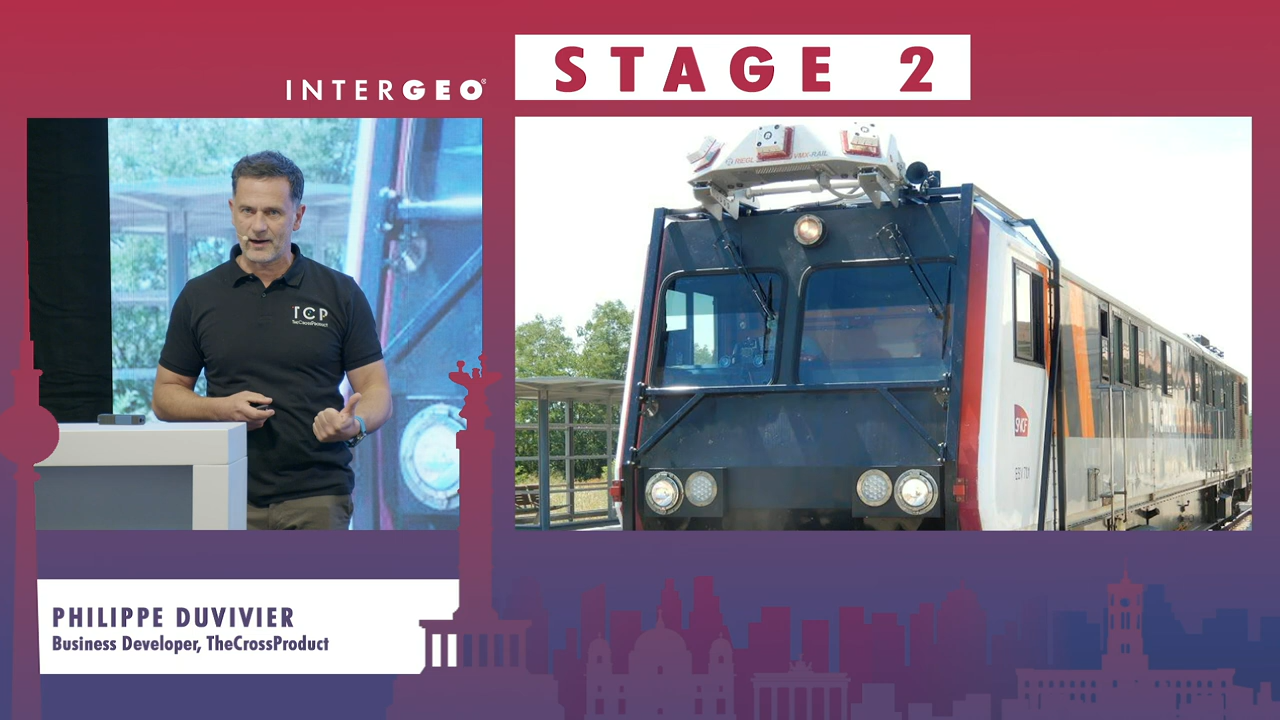 INTERGEO®
STAGE 2
TCP
TheCrossProduct
RIEGL VMX-RAIL
SNCF
PHILIPPE DUVIVIER
Business Developer, TheCrossProduct